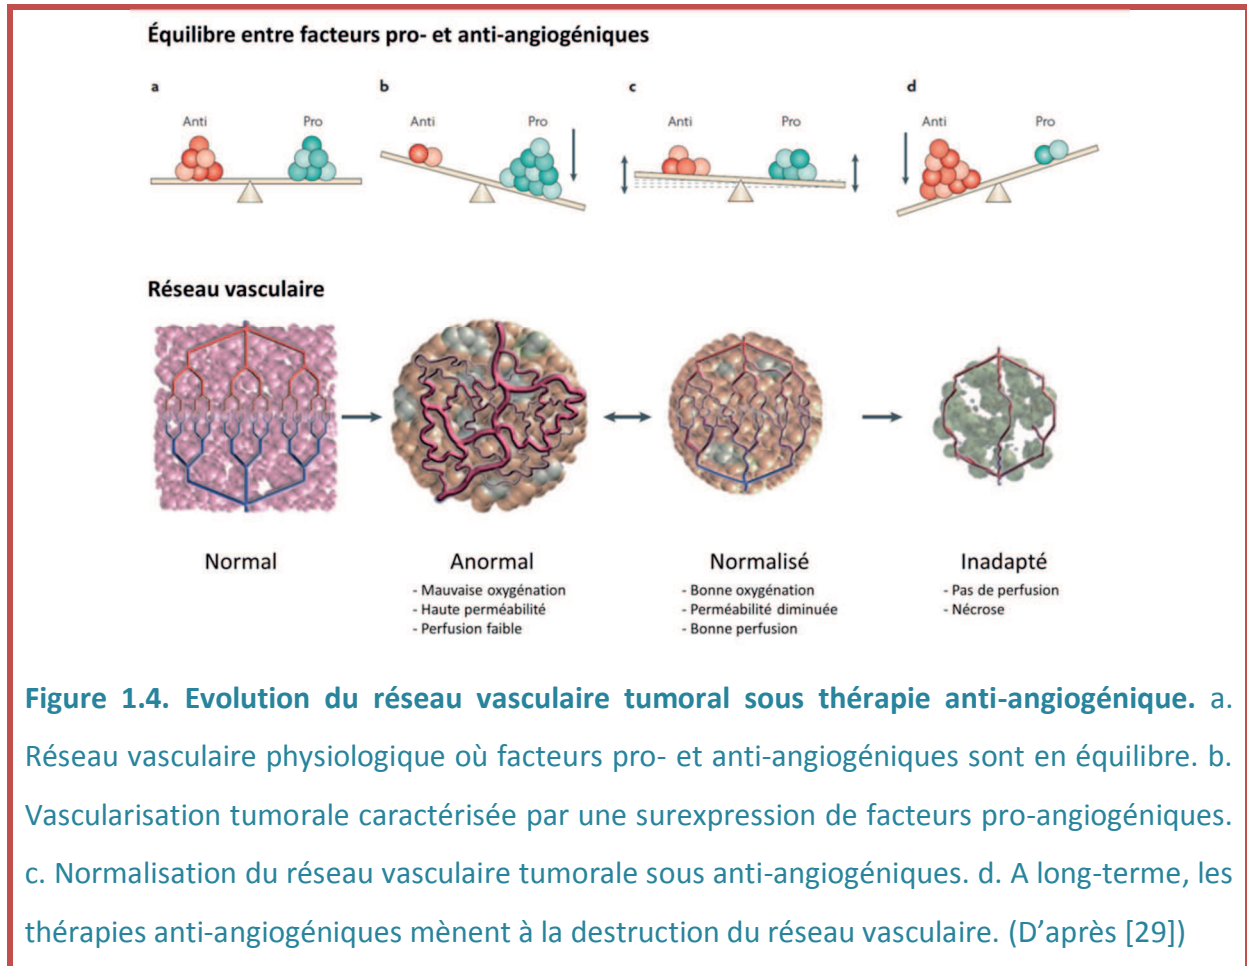 Équilibre entre facteurs pro- et anti-angiogéniques
a
b
c
d
Anti
Pro
Anti
Pro
Anti
Pro
Anti
Pro
Réseau vasculaire
Normal
Anormal
- Mauvaise oxygénation
- Haute perméabilité
- Perfusion faible
Normalisé
- Bonne oxygénation
- Perméabilité diminuée
- Bonne perfusion
Inadapté
- Pas de perfusion
- Nécrose
Figure 1.4. Evolution du réseau vasculaire tumoral sous thérapie anti-angiogénique. a.
Réseau vasculaire physiologique où facteurs pro- et anti-angiogéniques sont en équilibre. b.
Vascularisation tumorale caractérisée par une surexpression de facteurs pro-angiogéniques.
c. Normalisation du réseau vasculaire tumorale sous anti-angiogéniques. d. A long-terme, les
thérapies anti-angiogéniques mènent à la destruction du réseau vasculaire. (D’après [29])